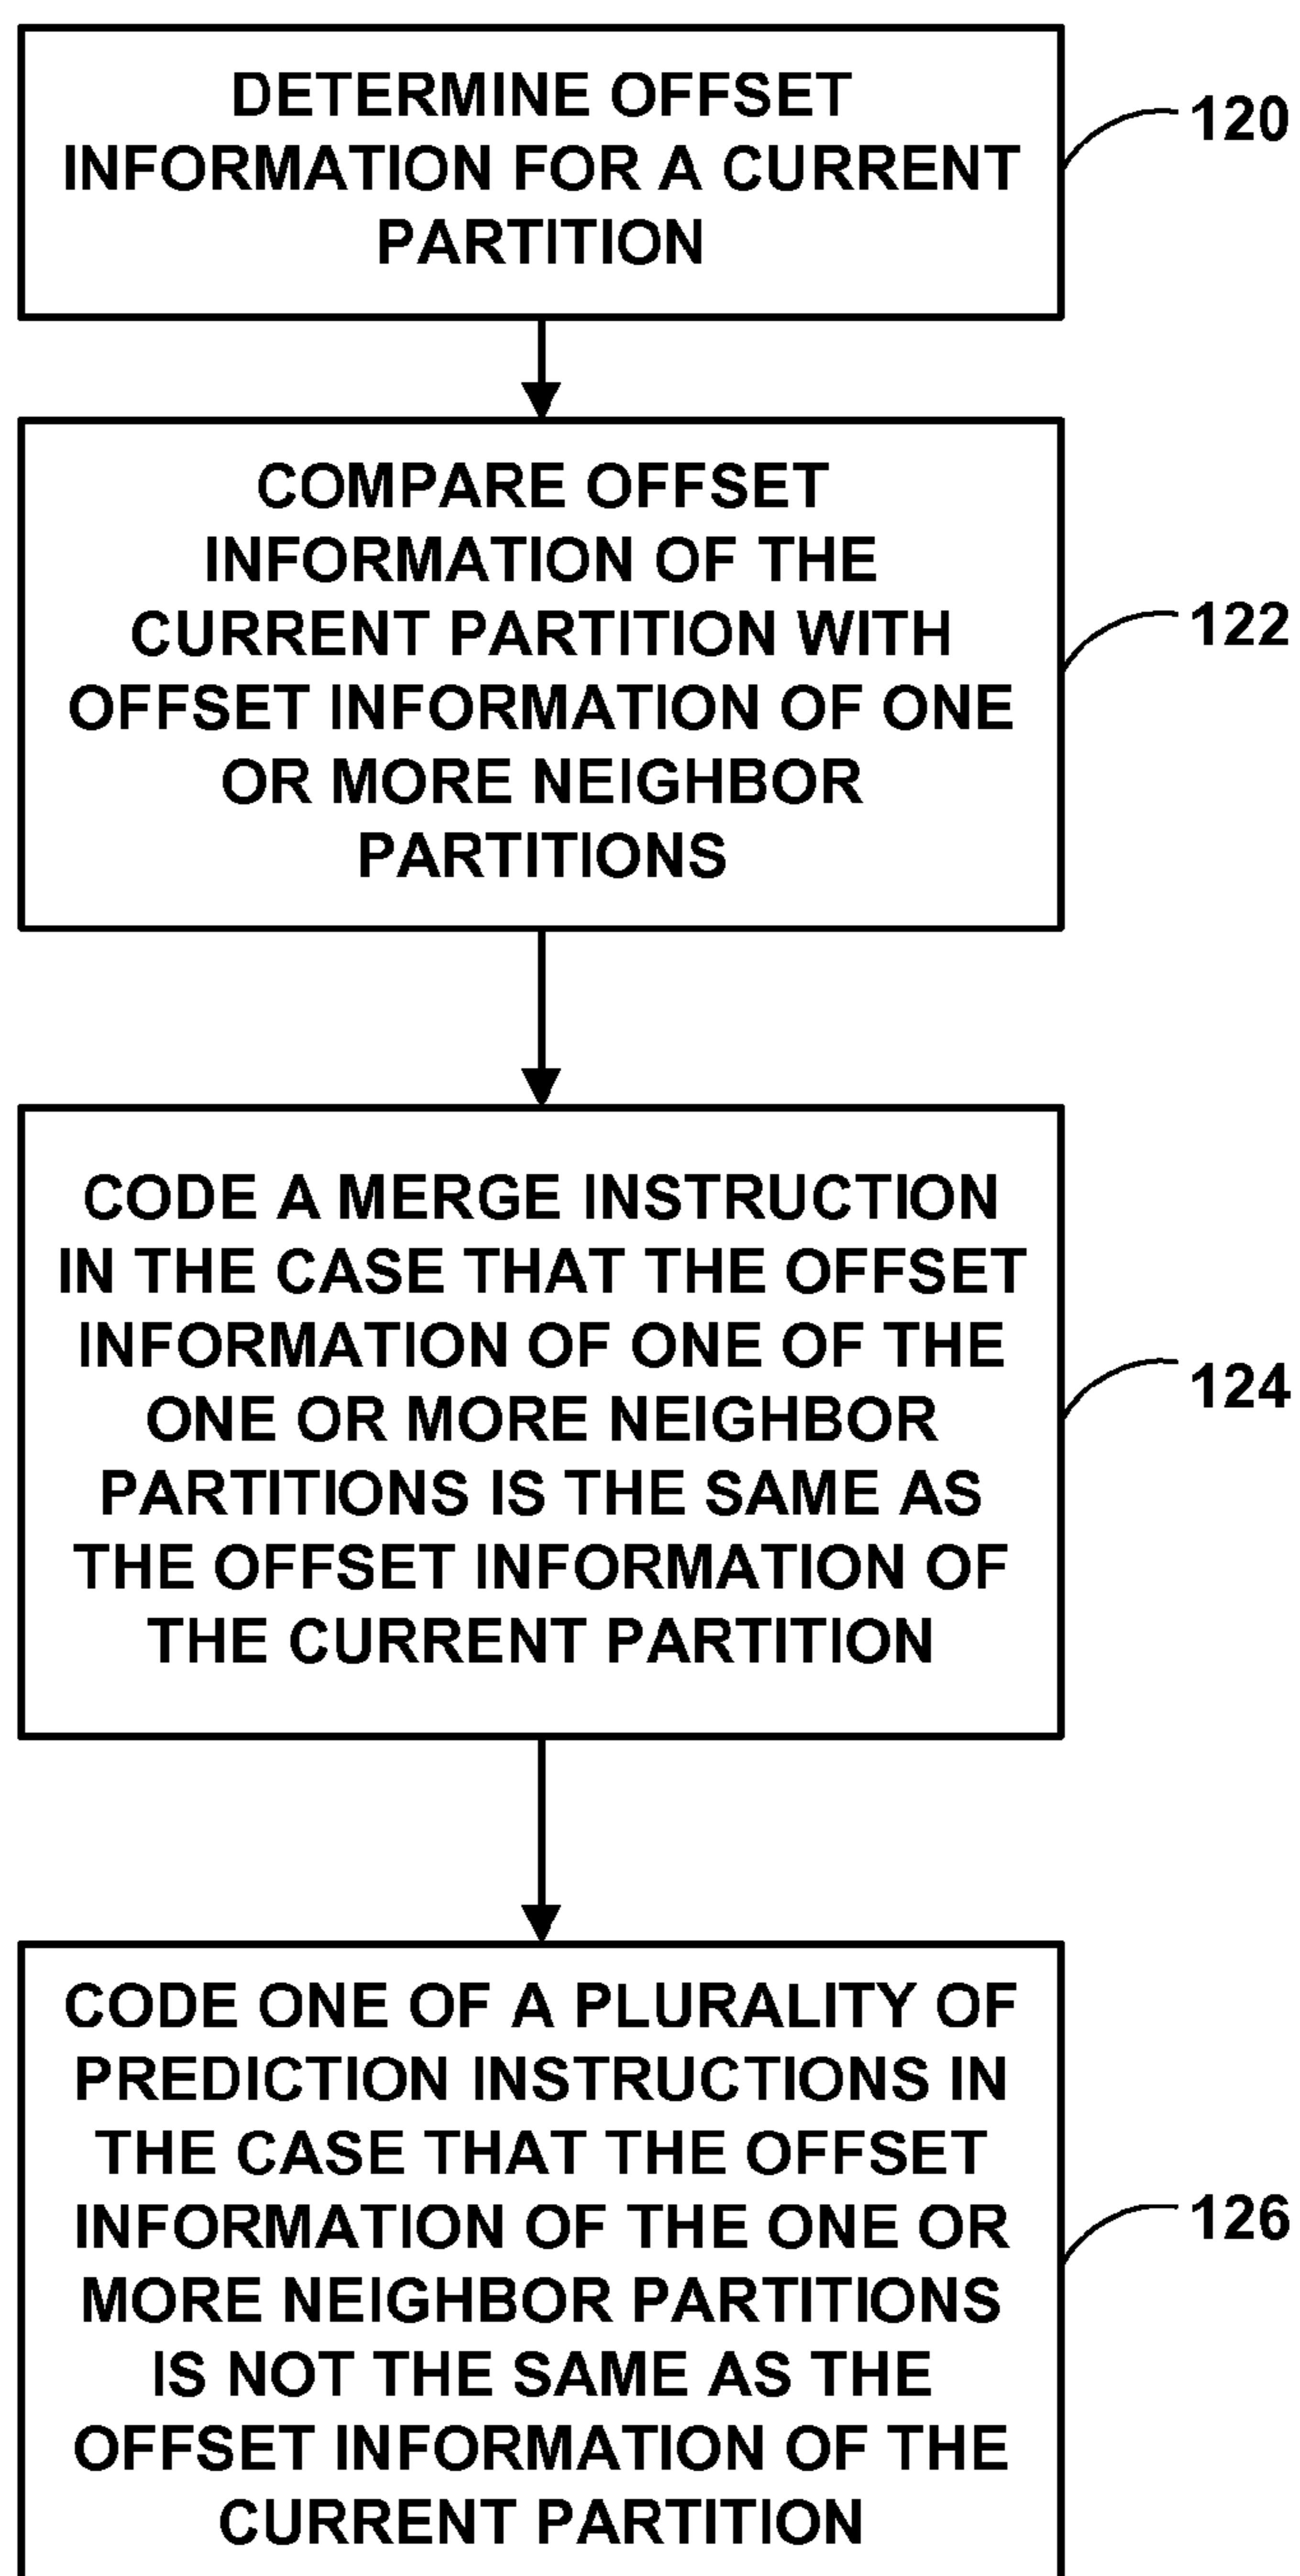 DETERMINE OFFSET
INFORMATION FOR A CURRENT
PARTITION
120
COMPARE OFFSET
INFORMATION OF THE
CURRENT PARTITION WITH
OFFSET INFORMATION OF ONE
OR MORE NEIGHBOR
PARTITIONS
122
CODE A MERGE INSTRUCTION
IN THE CASE THAT THE OFFSET
INFORMATION OF ONE OF THE
ONE OR MORE NEIGHBOR
PARTITIONS IS THE SAME AS
THE OFFSET INFORMATION OF
THE CURRENT PARTITION
124
CODE ONE OF A PLURALITY OF
PREDICTION INSTRUCTIONS IN
THE CASE THAT THE OFFSET
INFORMATION OF THE ONE OR
MORE NEIGHBOR PARTITIONS
IS NOT THE SAME AS THE
OFFSET INFORMATION OF THE
CURRENT PARTITION
126